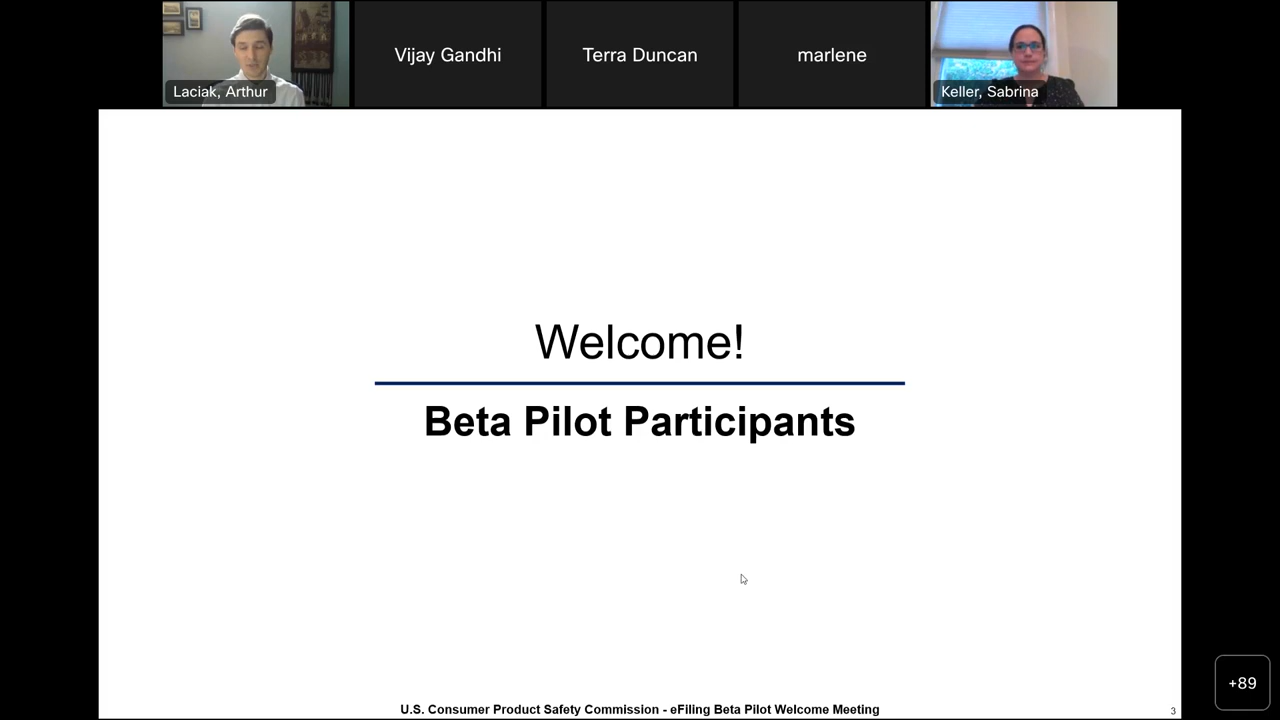 Laciak, Arthur
Vijay Gandhi
Terra Duncan
marlene
Keller, Sabrina
Welcome!
Beta Pilot Participants
U.S. Consumer Product Safety Commission - eFiling Beta Pilot Welcome Meeting
3
+89